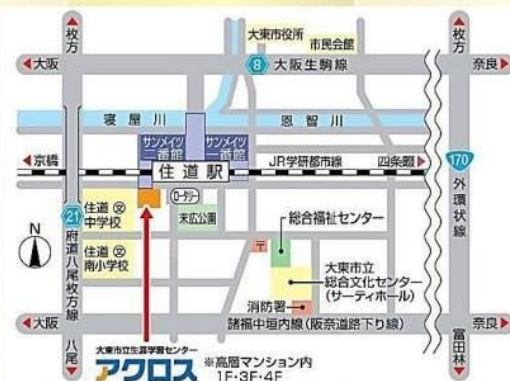 枚方
枚方
大東市役所
市民会館
大阪
8
大阪生駒線
奈良
寝屋川
恩智川
サンメイツ
二番館
サンメイツ
一番館
京橋
住道駅
JR学研都市線
四条畷
170
外環状線
N
21
府道八尾枚方線
住道
中学校
文
ロータリー
末広公園
総合福祉センター
住道
南小学校
文
〒
大東市立
総合文化センター
(サーティホール)
消防署
大阪
諸福中垣内線(阪奈道路下り線)
奈良
八尾
富田林
大東市立生涯学習センター
アクロス
※高層マンション内
1F・3F・4F